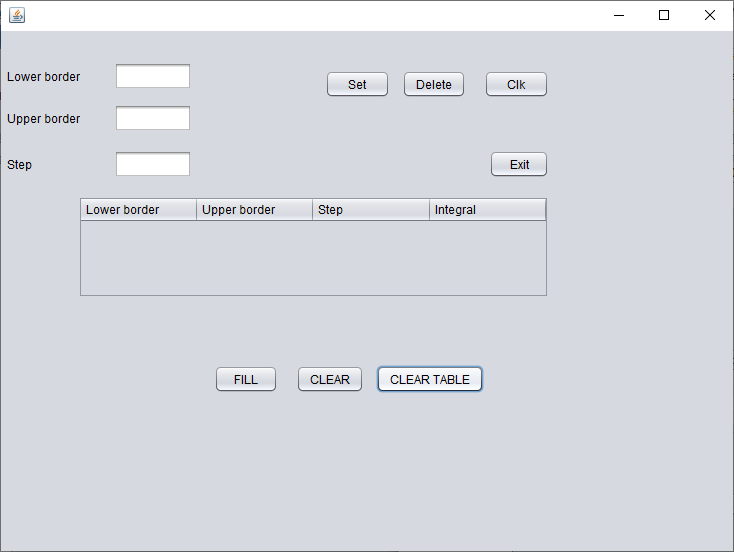 Lower border
Set Delete Clk
Upper border
Step
Exit
Lower border Upper border Step Integral
FILL CLEAR CLEAR TABLE